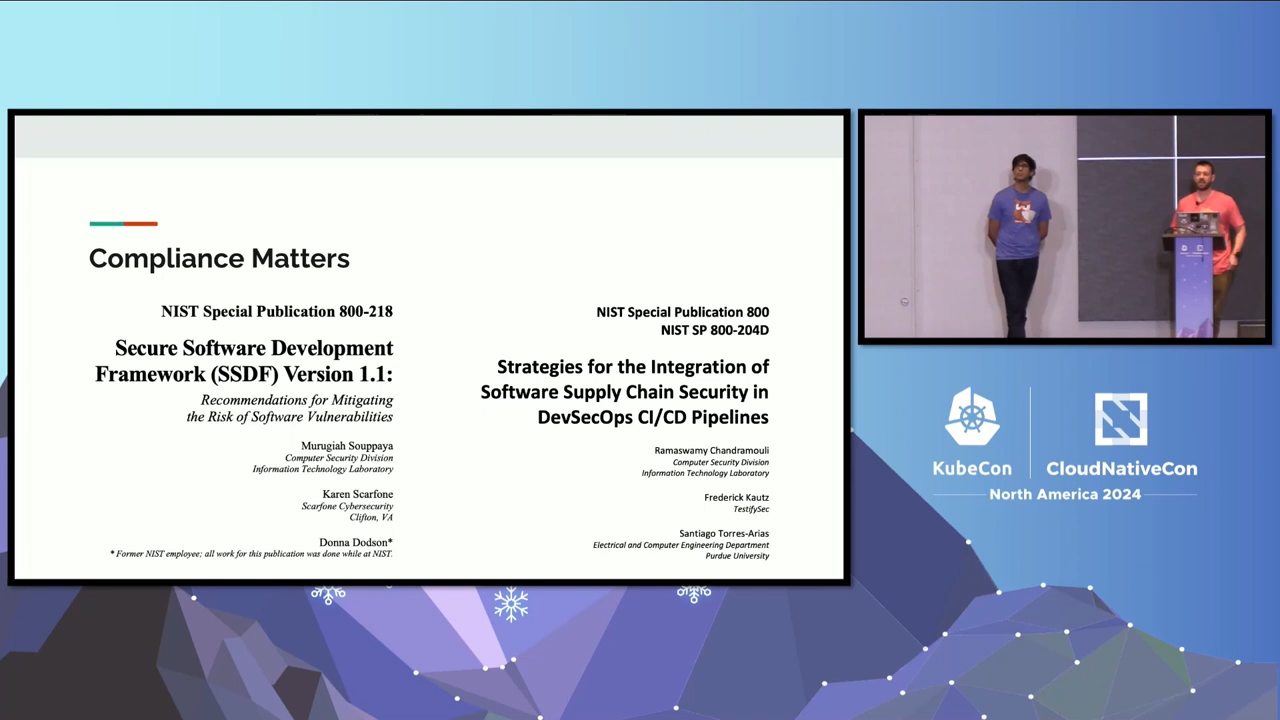 Compliance Matters
NIST Special Publication 800-218
Secure Software Development
Framework (SSDF) Version 1.1:
Recommendations for Mitigating
the Risk of Software Vulnerabilities
Murugiah Souppaya
Computer Security Division
Information Technology Laboratory
Karen Scarfone
Scarfone Cybersecurity
Clifton, VA
Donna Dodson*
* Former NIST employee; all work for this publication was done while at NIST.
NIST Special Publication 800
NIST SP 800-204D
Strategies for the Integration of
Software Supply Chain Security in
DevSecOps CI/CD Pipelines
Ramaswamy Chandramouli
Computer Security Division
Information Technology Laboratory
Frederick Kautz
TestifySec
Santiago Torres-Arias
Electrical and Computer Engineering Department
Purdue University
KubeCon
CloudNativeCon
North America 2024